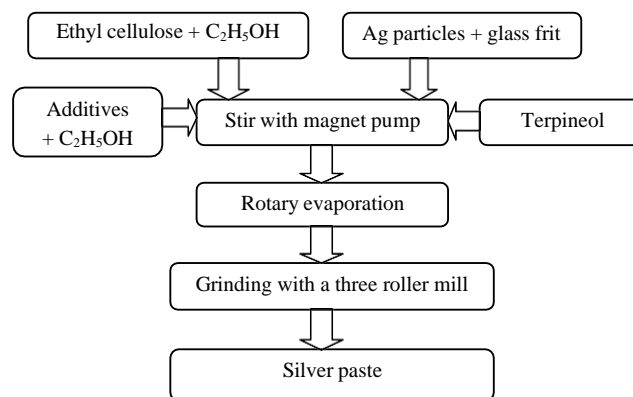 Ethyl cellulose + C₂H₅OH
Ag particles + glass frit
Additives
+ C₂H₅OH
Stir with magnet pump
Terpineol
Rotary evaporation
Grinding with a three roller mill
Silver paste